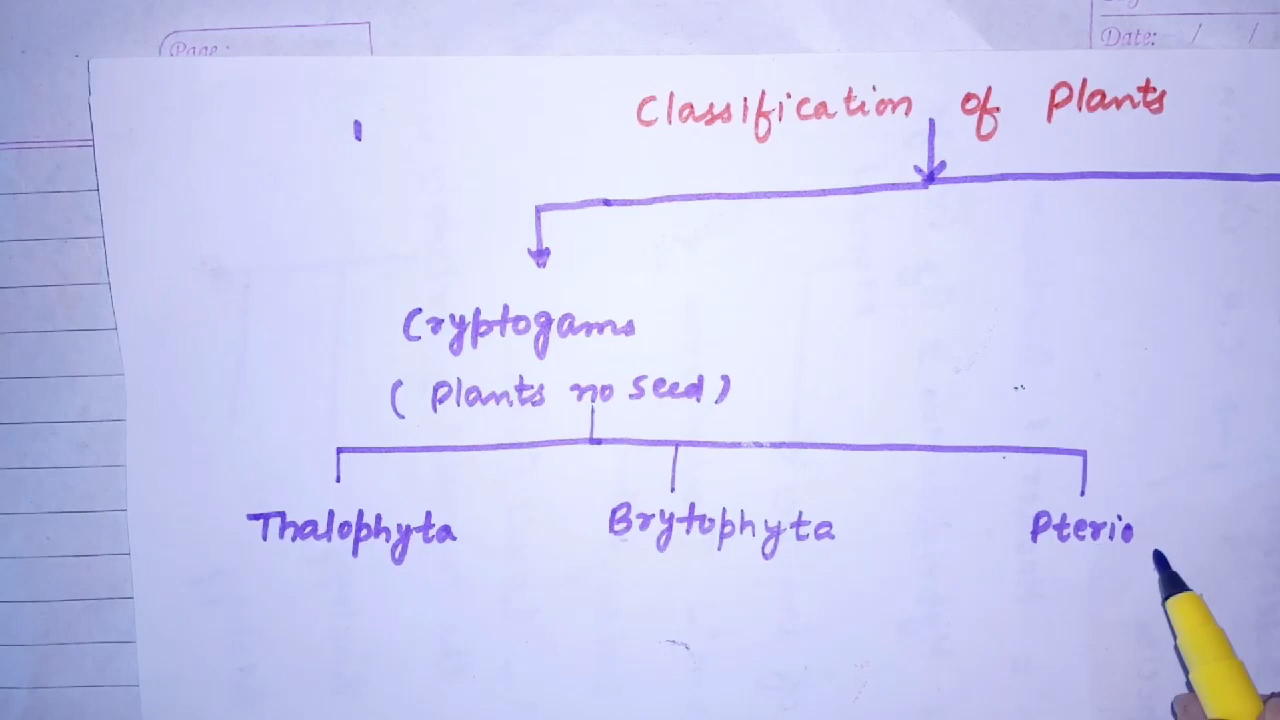 Page:
Date: / /
Classification of Plants
Cryptogams
( Plants no seed )
Thalophyta Brytophyta Pterio